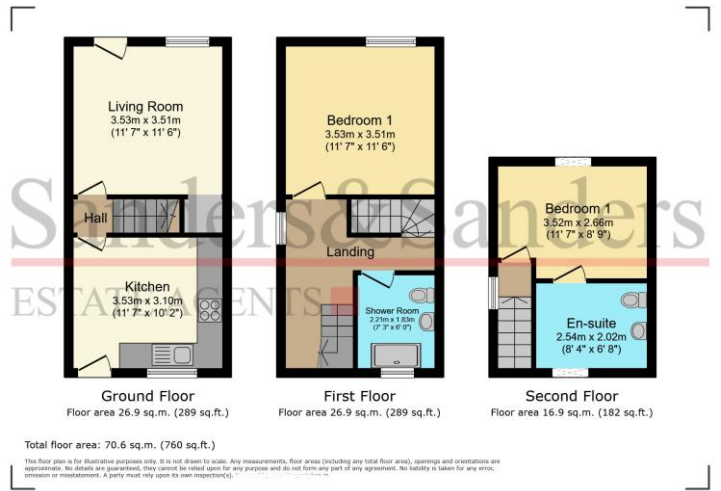 Living Room
3.53m x 3.51m
(11' 7" x 11' 6")
Hall
Kitchen
3.53m x 3.10m
(11' 7" x 10' 2")
Ground Floor
Floor area 26.9 sq.m. (289 sq.ft.)
Bedroom 1
3.53m x 3.51m
(11' 7" x 11' 6")
Landing
Shower Room
2.21m x 1.83m
(7' 3" x 6' 0")
First Floor
Floor area 26.9 sq.m. (289 sq.ft.)
Bedroom 1
3.52m x 2.66m
(11' 7" x 8' 9")
En-suite
2.54m x 2.02m
(8' 4" x 6' 8")
Second Floor
Floor area 16.9 sq.m. (182 sq.ft.)
Sanders&Sanders
ESTATE AGENTS
Total floor area: 70.6 sq.m. (760 sq.ft.)
This floor plan is for illustrative purposes only. It is not drawn to scale. Any measurements, floor areas (including any total floor area), openings and orientations are
approximate. No details are guaranteed, they cannot be relied upon for any purpose and do not form any part of any agreement. No liability is taken for any error,
omission or misstatement. A party must rely upon its own inspection(s).